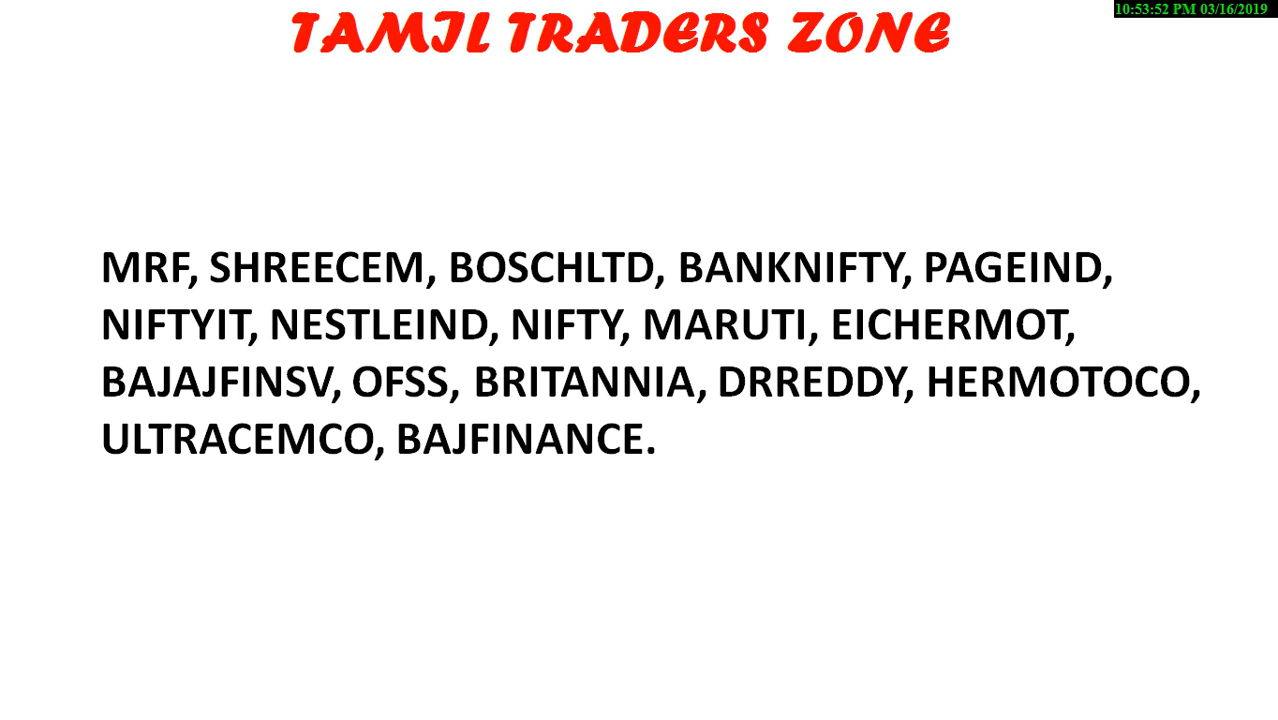 TAMIL TRADERS ZONE
10:53:52 PM 03/16/2019
MRF, SHREECEM, BOSCHLTD, BANKNIFTY, PAGEIND,
NIFTYIT, NESTLEIND, NIFTY, MARUTI, EICHERMOT,
BAJAJFINSV, OFSS, BRITANNIA, DRREDDY, HERMOTOCO,
ULTRACEMCO, BAJFINANCE.